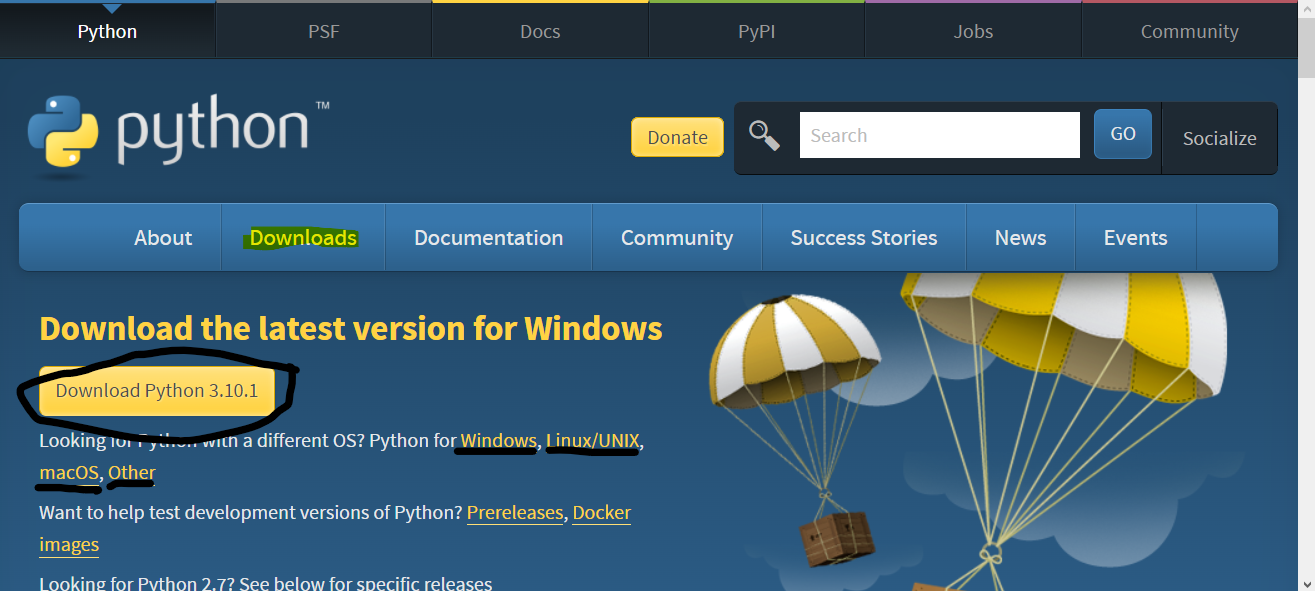 Python PSF Docs PyPI Jobs Community
python™
Donate Search GO Socialize
About Downloads Documentation Community Success Stories News Events
Download the latest version for Windows
Download Python 3.10.1
Looking for Python with a different OS? Python for Windows, Linux/UNIX,
macOS, Other
Want to help test development versions of Python? Prereleases, Docker
images
Looking for Python 2.7? See below for specific releases